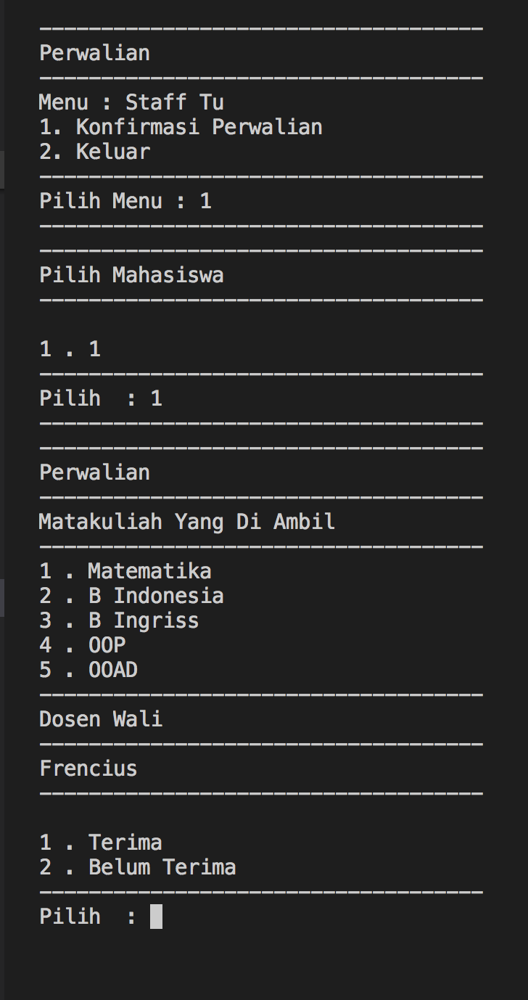 ------------------------------------
Perwalian
------------------------------------
Menu : Staff Tu
1. Konfirmasi Perwalian
2. Keluar
------------------------------------
Pilih Menu : 1
------------------------------------
------------------------------------
Pilih Mahasiswa
------------------------------------
1 . 1
------------------------------------
Pilih  : 1
------------------------------------
------------------------------------
Perwalian
------------------------------------
Matakuliah Yang Di Ambil
------------------------------------
1 . Matematika
2 . B Indonesia
3 . B Ingriss
4 . OOP
5 . OOAD
------------------------------------
Dosen Wali
------------------------------------
Frencius
------------------------------------
1 . Terima
2 . Belum Terima
------------------------------------
Pilih  :